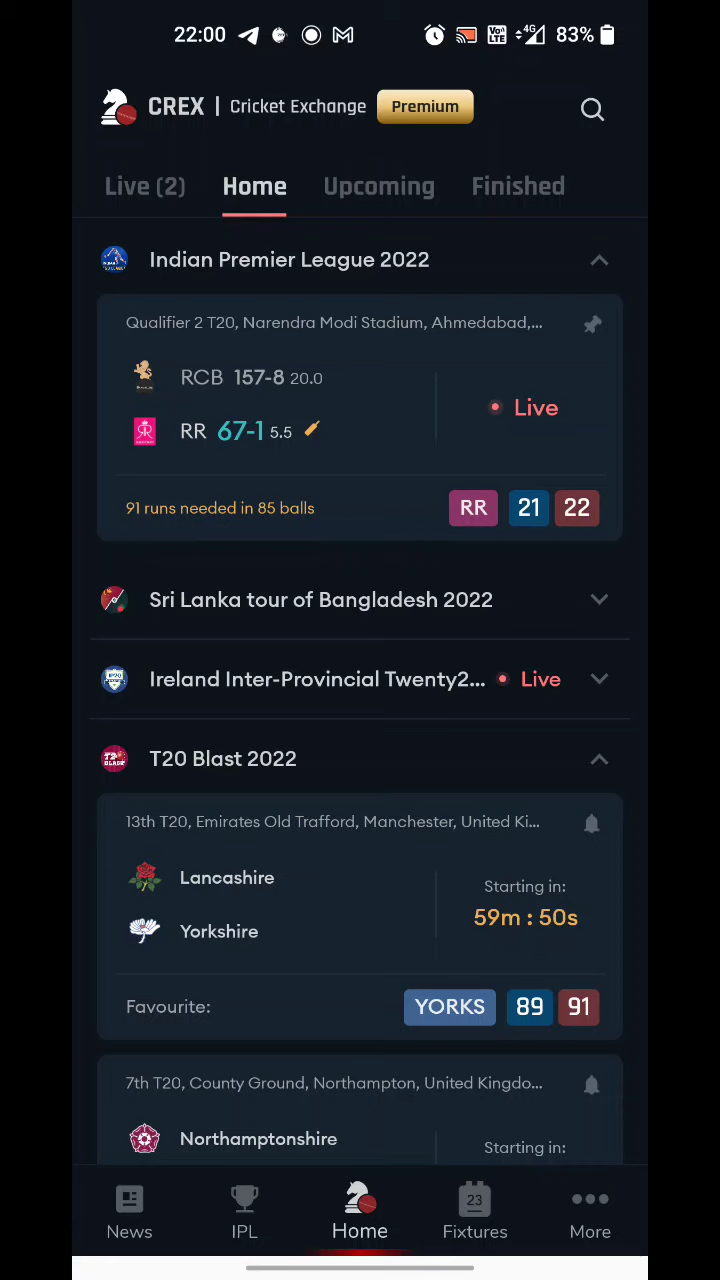 22:00 VoD LTE 4G 83%
CREX | Cricket Exchange Premium
Live (2) Home Upcoming Finished
Indian Premier League 2022
Qualifier 2 T20, Narendra Modi Stadium, Ahmedabad,...
RCB 157-8 20.0
RR 67-1 5.5
Live
91 runs needed in 85 balls RR 21 22
Sri Lanka tour of Bangladesh 2022
Ireland Inter-Provincial Twenty2... Live
T20 Blast 2022
13th T20, Emirates Old Trafford, Manchester, United Ki...
Lancashire
Yorkshire
Starting in:
59m : 50s
Favourite: YORKS 89 91
7th T20, County Ground, Northampton, United Kingdo...
Northamptonshire
Starting in:
23
News IPL Home Fixtures More